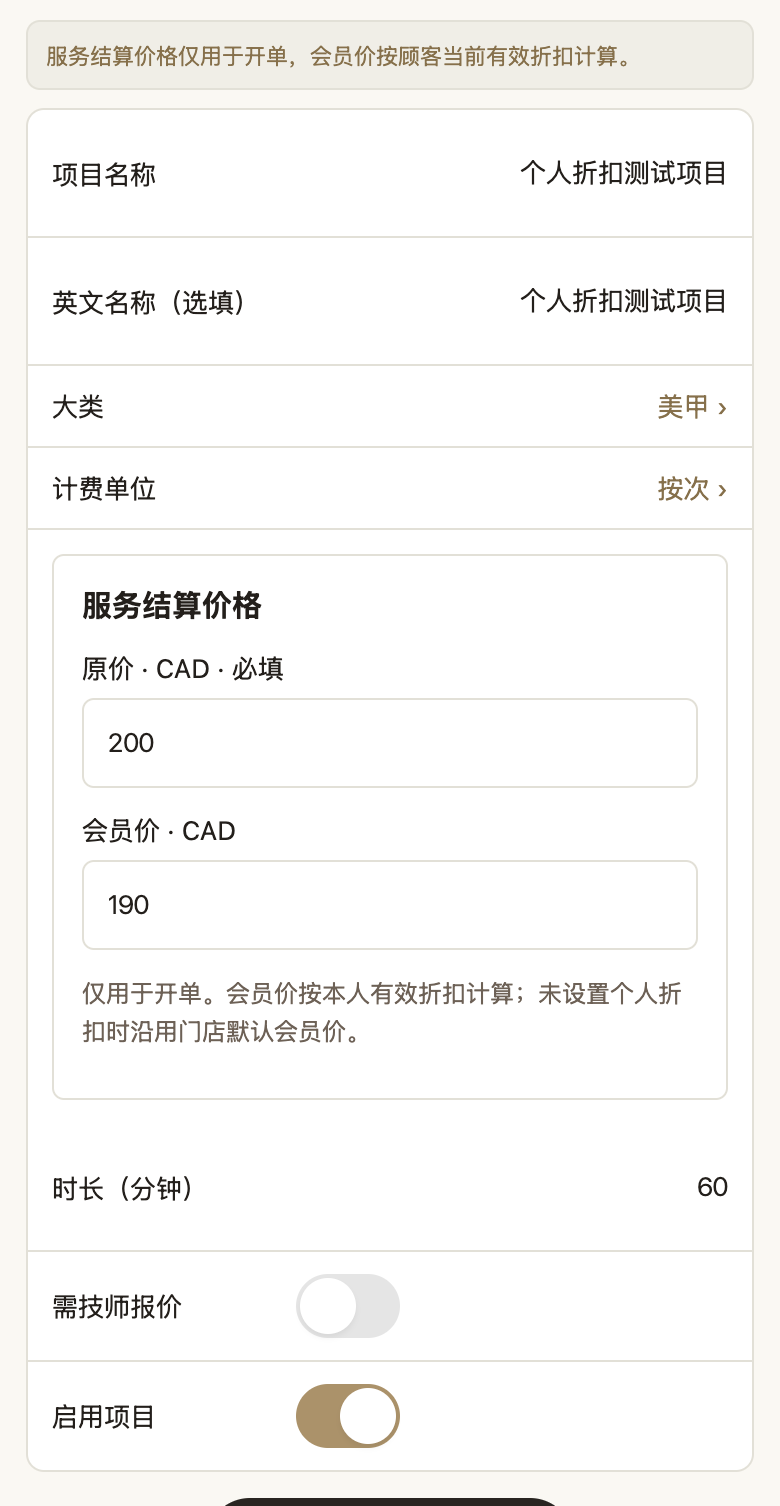 服务结算价格仅用于开单，会员价按顾客当前有效折扣计算。
项目名称 个人折扣测试项目
英文名称（选填） 个人折扣测试项目
大类 美甲 ›
计费单位 按次 ›
服务结算价格
原价 · CAD · 必填
200
会员价 · CAD
190
仅用于开单。会员价按本人有效折扣计算；未设置个人折
扣时沿用门店默认会员价。
时长（分钟） 60
需技师报价
启用项目